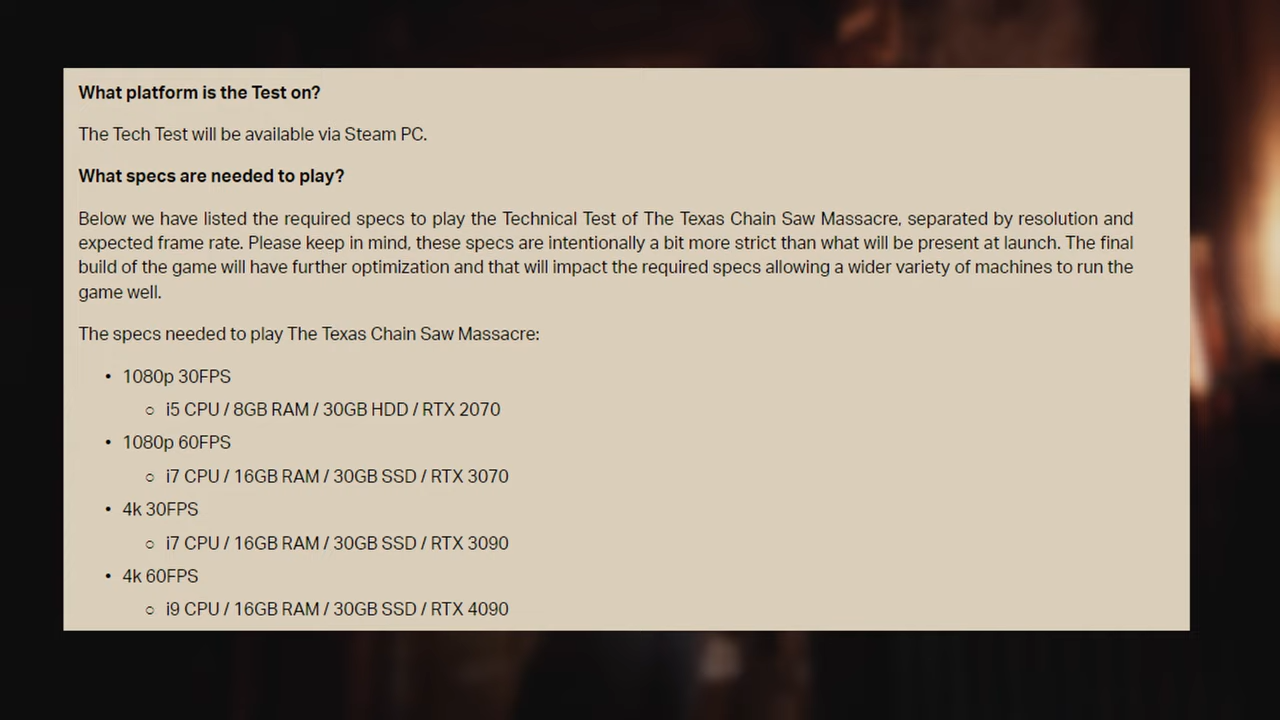 What platform is the Test on?
The Tech Test will be available via Steam PC.
What specs are needed to play?
Below we have listed the required specs to play the Technical Test of The Texas Chain Saw Massacre, separated by resolution and
expected frame rate. Please keep in mind, these specs are intentionally a bit more strict than what will be present at launch. The final
build of the game will have further optimization and that will impact the required specs allowing a wider variety of machines to run the
game well.
The specs needed to play The Texas Chain Saw Massacre:
• 1080p 30FPS
○ i5 CPU / 8GB RAM / 30GB HDD / RTX 2070
• 1080p 60FPS
○ i7 CPU / 16GB RAM / 30GB SSD / RTX 3070
• 4k 30FPS
○ i7 CPU / 16GB RAM / 30GB SSD / RTX 3090
• 4k 60FPS
○ i9 CPU / 16GB RAM / 30GB SSD / RTX 4090